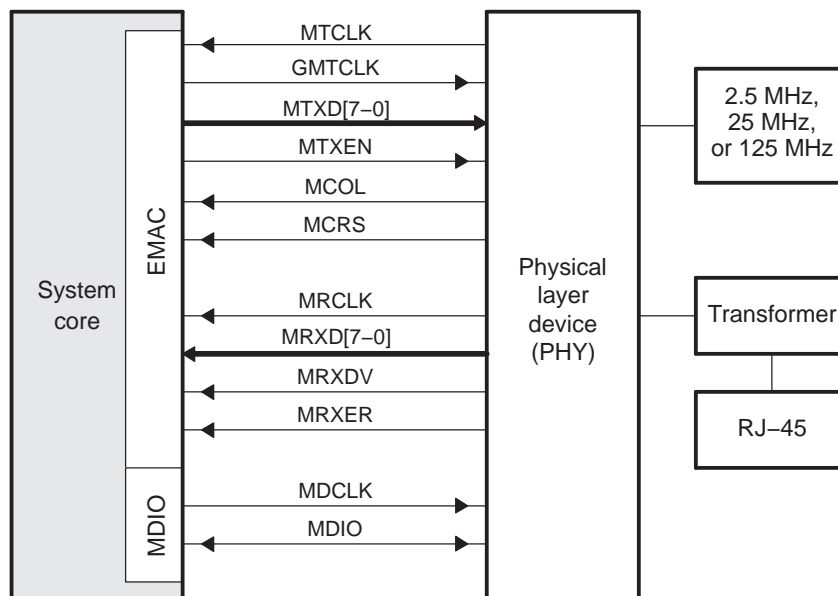 MTCLK
GMTCLK
MTXD[7−0]
MTXEN
MCOL
MCRS
MRCLK
MRXD[7−0]
MRXDV
MRXER
MDCLK
MDIO
System
core
EMAC
MDIO
Physical
layer
device
(PHY)
2.5 MHz,
25 MHz,
or 125 MHz
Transformer
RJ−45